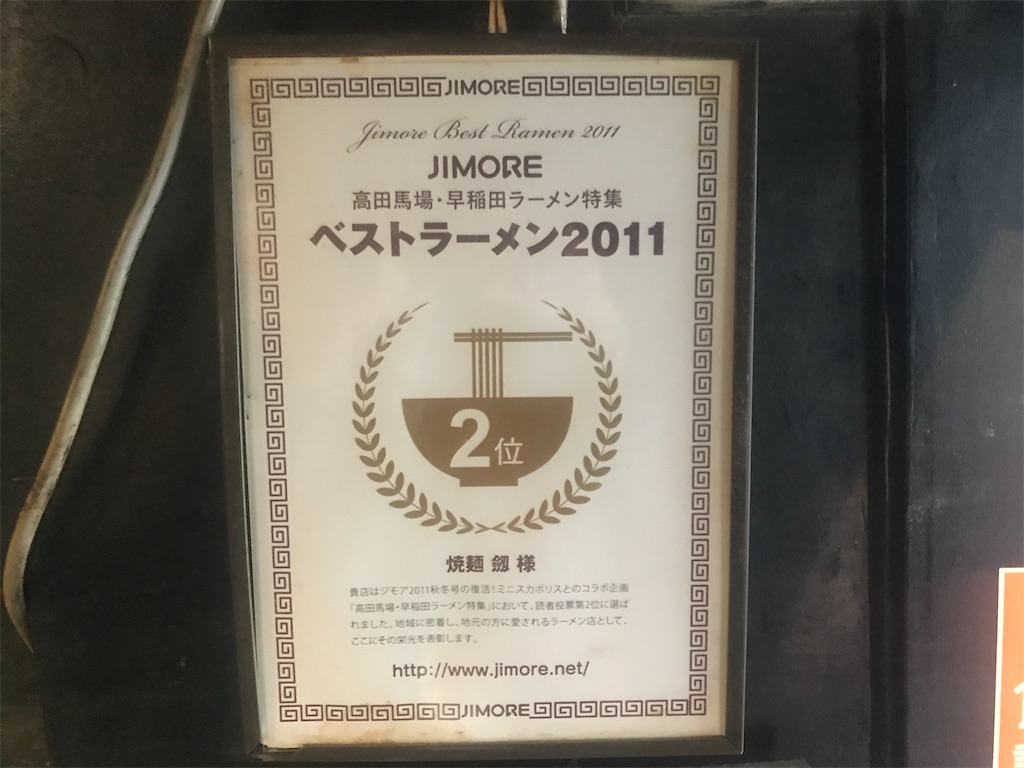 JIMORE
Jimore Best Ramen 2011
JIMORE
高田馬場・早稲田ラーメン特集
ベストラーメン2011
2位
焼麺 劔 様
貴店はジモア2011秋冬号の復活！ミニスカポリスとのコラボ企画
「高田馬場・早稲田ラーメン特集」において、読者投票第2位に選ば
れました。地域に密着し、地元の方に愛されるラーメン店として、
ここにその栄光を表彰します。
http://www.jimore.net/
JIMORE